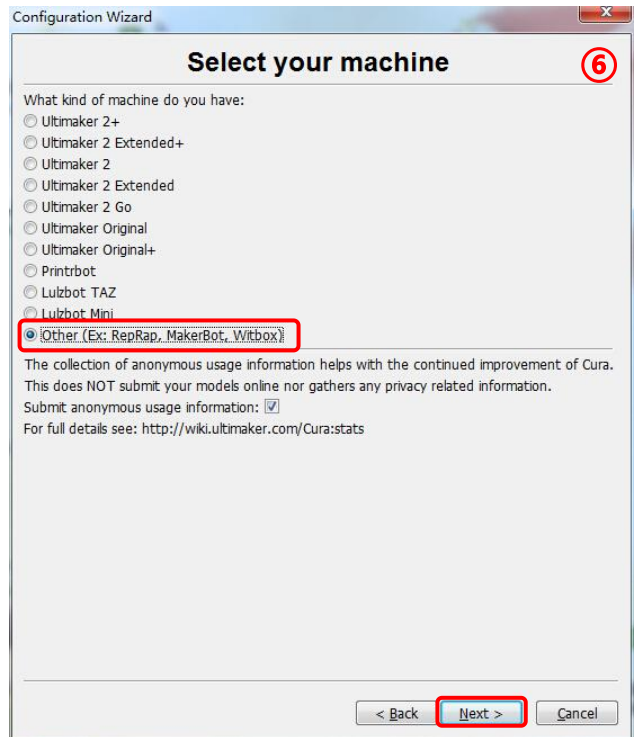 Configuration Wizard
x
Select your machine
⑥
What kind of machine do you have:
Ultimaker 2+
Ultimaker 2 Extended+
Ultimaker 2
Ultimaker 2 Extended
Ultimaker 2 Go
Ultimaker Original
Ultimaker Original+
Printrbot
Lulzbot TAZ
Lulzbot Mini
Other (Ex: RepRap, MakerBot, Witbox)
The collection of anonymous usage information helps with the continued improvement of Cura.
This does NOT submit your models online nor gathers any privacy related information.
Submit anonymous usage information:
For full details see: http://wiki.ultimaker.com/Cura:stats
< Back Next > Cancel